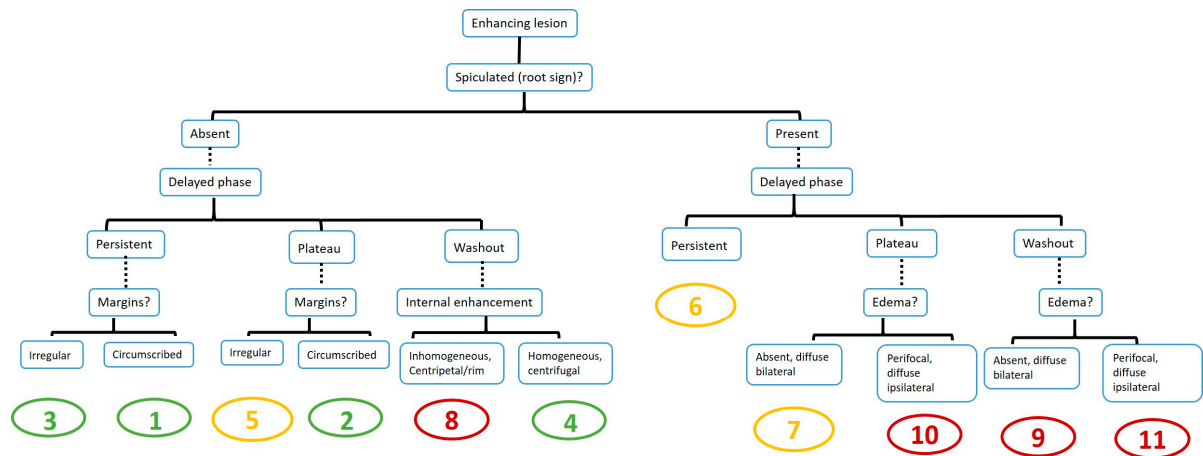 Enhancing lesion
Spiculated (root sign)?
Absent
Present
Delayed phase
Delayed phase
Persistent
Plateau
Washout
Persistent
Plateau
Washout
Margins?
Margins?
Internal enhancement
6
Edema?
Edema?
Irregular
Circumscribed
Irregular
Circumscribed
Inhomogeneous,
Centripetal/rim
Homogeneous,
centrifugal
Absent, diffuse
bilateral
Perifocal,
diffuse
ipsilateral
Absent, diffuse
bilateral
Perifocal,
diffuse
ipsilateral
3
1
5
2
8
4
7
10
9
11